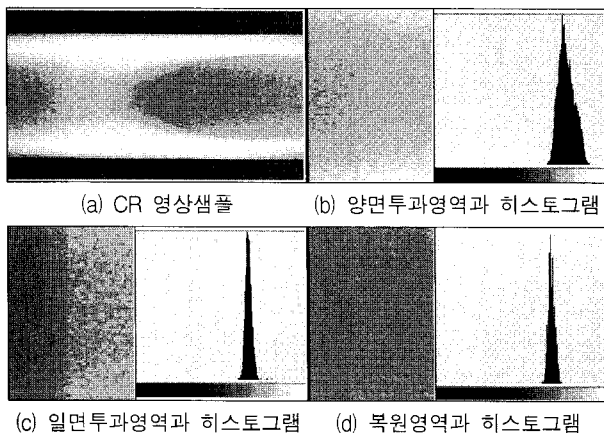 (a) CR 영상샘플
(b) 양면투과영역과 히스토그램
(c) 일면투과영역과 히스토그램
(d) 복원영역과 히스토그램